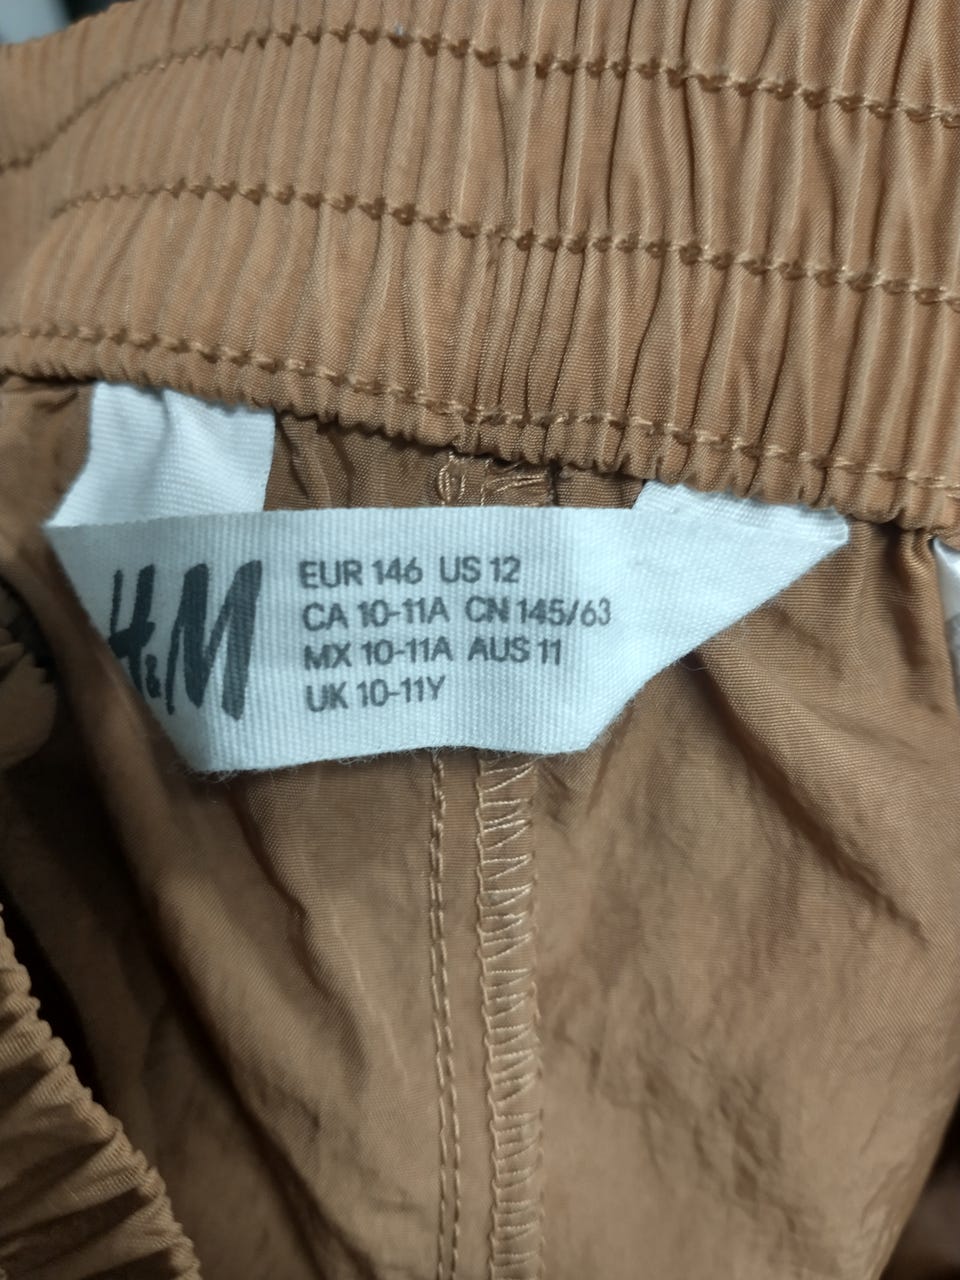 H&M
EUR 146 US 12
CA 10-11A CN 145/63
MX 10-11A AUS 11
UK 10-11Y